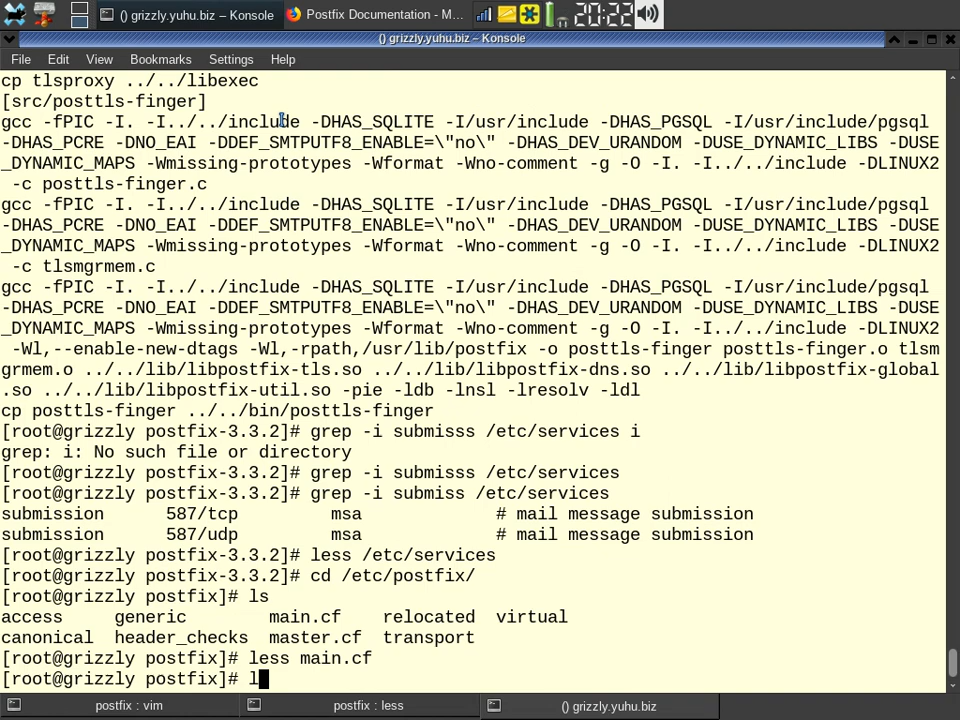 () grizzly.yuhu.biz - Konsole
Postfix Documentation - M...
20:22
() grizzly.yuhu.biz – Konsole
File Edit View Bookmarks Settings Help
cp tlsproxy ../../libexec
[src/posttls-finger]
gcc -fPIC -I. -I../../include -DHAS_SQLITE -I/usr/include -DHAS_PGSQL -I/usr/include/pgsql
-DHAS_PCRE -DNO_EAI -DDEF_SMTPUTF8_ENABLE=\"no\" -DHAS_DEV_URANDOM -DUSE_DYNAMIC_LIBS -DUSE
_DYNAMIC_MAPS -Wmissing-prototypes -Wformat -Wno-comment -g -O -I. -I../../include -DLINUX2
-c posttls-finger.c
gcc -fPIC -I. -I../../include -DHAS_SQLITE -I/usr/include -DHAS_PGSQL -I/usr/include/pgsql
-DHAS_PCRE -DNO_EAI -DDEF_SMTPUTF8_ENABLE=\"no\" -DHAS_DEV_URANDOM -DUSE_DYNAMIC_LIBS -DUSE
_DYNAMIC_MAPS -Wmissing-prototypes -Wformat -Wno-comment -g -O -I. -I../../include -DLINUX2
-c tlsmgrmem.c
gcc -fPIC -I. -I../../include -DHAS_SQLITE -I/usr/include -DHAS_PGSQL -I/usr/include/pgsql
-DHAS_PCRE -DNO_EAI -DDEF_SMTPUTF8_ENABLE=\"no\" -DHAS_DEV_URANDOM -DUSE_DYNAMIC_LIBS -DUSE
_DYNAMIC_MAPS -Wmissing-prototypes -Wformat -Wno-comment -g -O -I. -I../../include -DLINUX2
-Wl,--enable-new-dtags -Wl,-rpath,/usr/lib/postfix -o posttls-finger posttls-finger.o tlsm
grmem.o ../../lib/libpostfix-tls.so ../../lib/libpostfix-dns.so ../../lib/libpostfix-global
.so ../../lib/libpostfix-util.so -pie -ldb -lnsl -lresolv -ldl
cp posttls-finger ../../bin/posttls-finger
[root@grizzly postfix-3.3.2]# grep -i submisss /etc/services i
grep: i: No such file or directory
[root@grizzly postfix-3.3.2]# grep -i submisss /etc/services
[root@grizzly postfix-3.3.2]# grep -i submiss /etc/services
submission 587/tcp msa # mail message submission
submission 587/udp msa # mail message submission
[root@grizzly postfix-3.3.2]# less /etc/services
[root@grizzly postfix-3.3.2]# cd /etc/postfix/
[root@grizzly postfix]# ls
access generic main.cf relocated virtual
canonical header_checks master.cf transport
[root@grizzly postfix]# less main.cf
[root@grizzly postfix]# l
postfix : vim
postfix : less
() grizzly.yuhu.biz